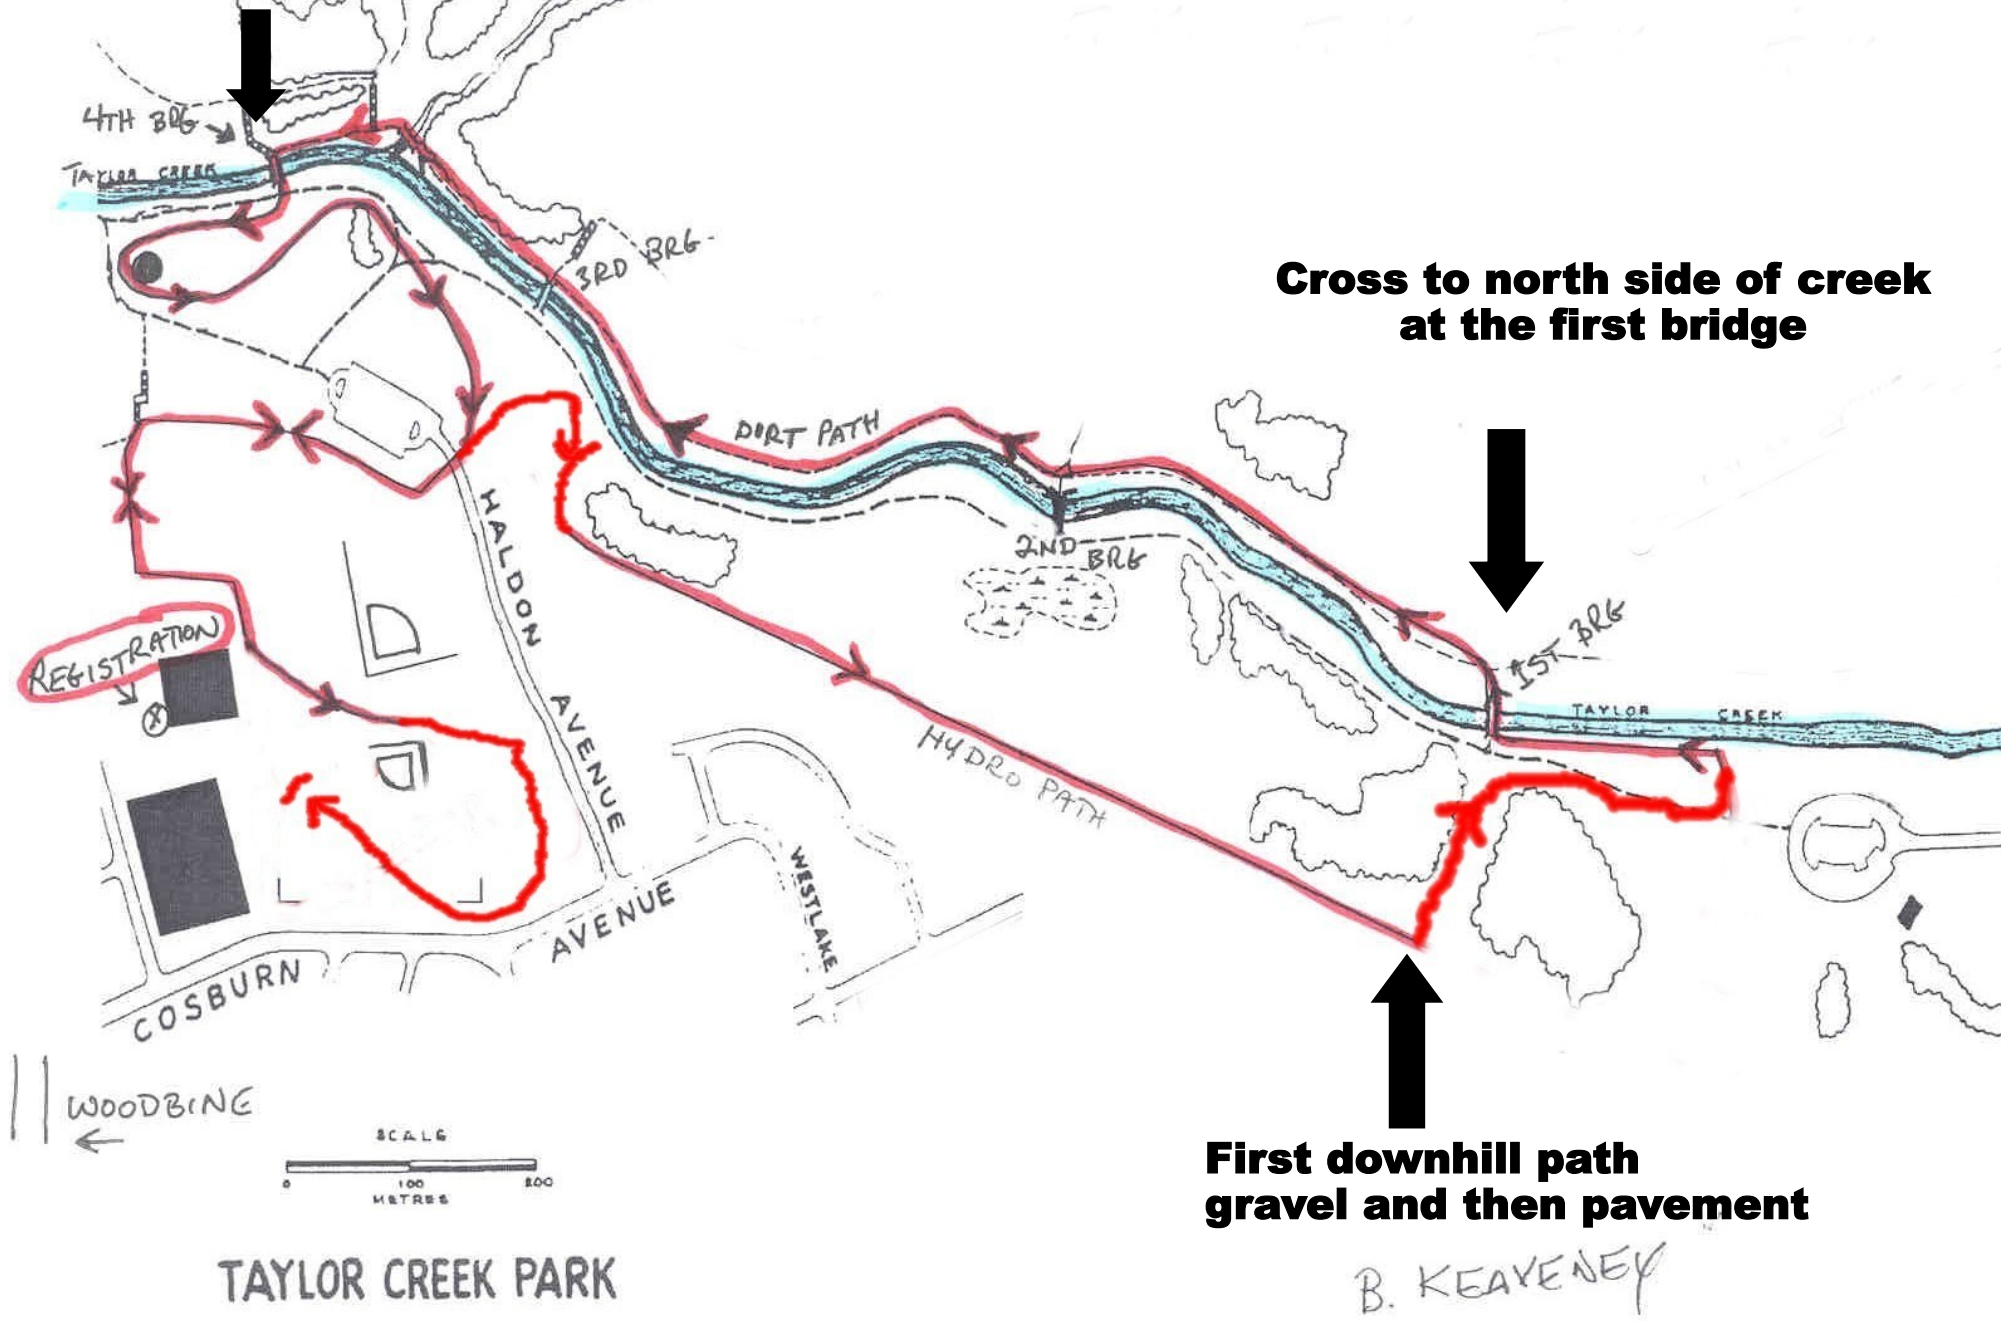 4TH BRG
TAYLOR CREEK
3RD BRG
Cross to north side of creek
at the first bridge
DIRT PATH
2ND BRG
1ST BRG
TAYLOR CREEK
HALDON AVENUE
REGISTRATION
X
HYDRO PATH
WESTLAKE
COSBURN AVENUE
WOODBINE
SCALE
0 100 200
METRES
First downhill path
gravel and then pavement
TAYLOR CREEK PARK
B. KEAVENEY